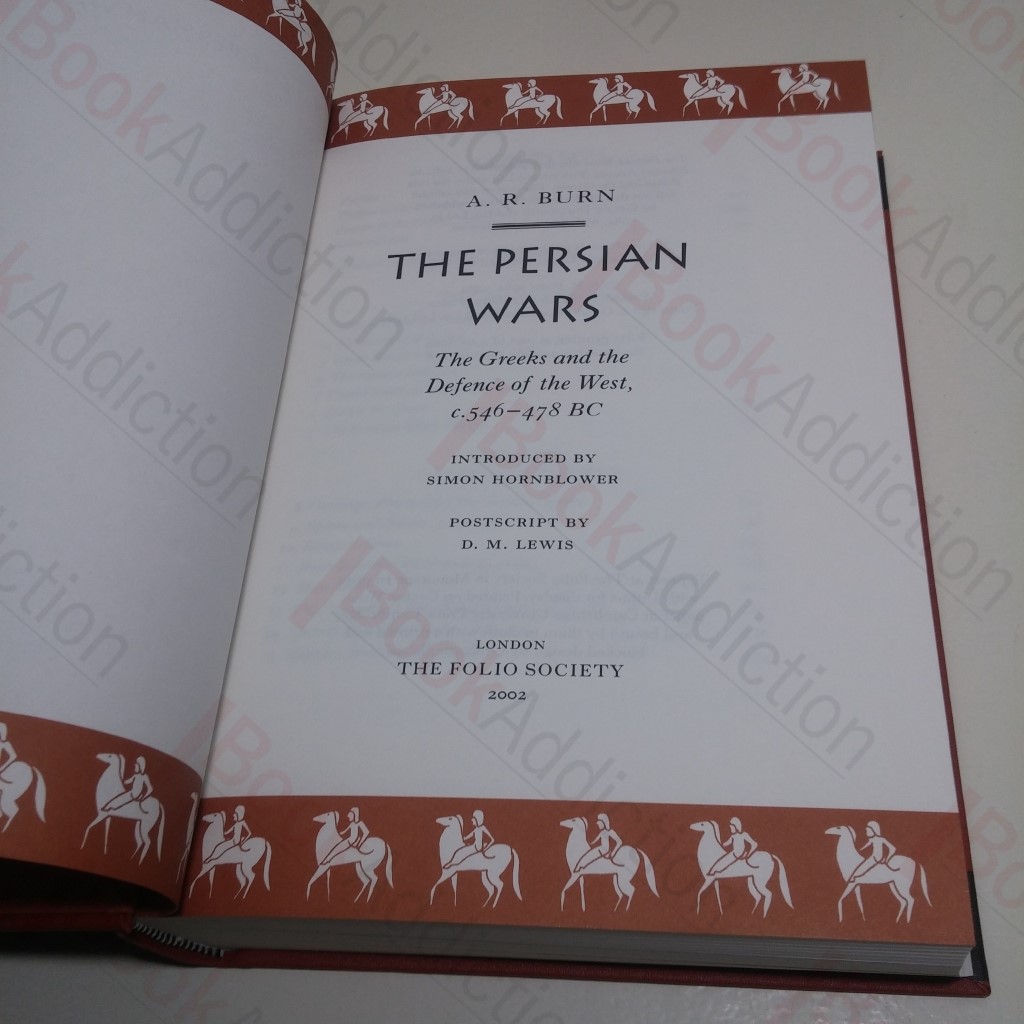 A. R. BURN
THE PERSIAN
WARS
The Greeks and the
Defence of the West,
c.546–478 BC
INTRODUCED BY
SIMON HORNBLOWER
POSTSCRIPT BY
D. M. LEWIS
LONDON
THE FOLIO SOCIETY
2002
BookAddiction